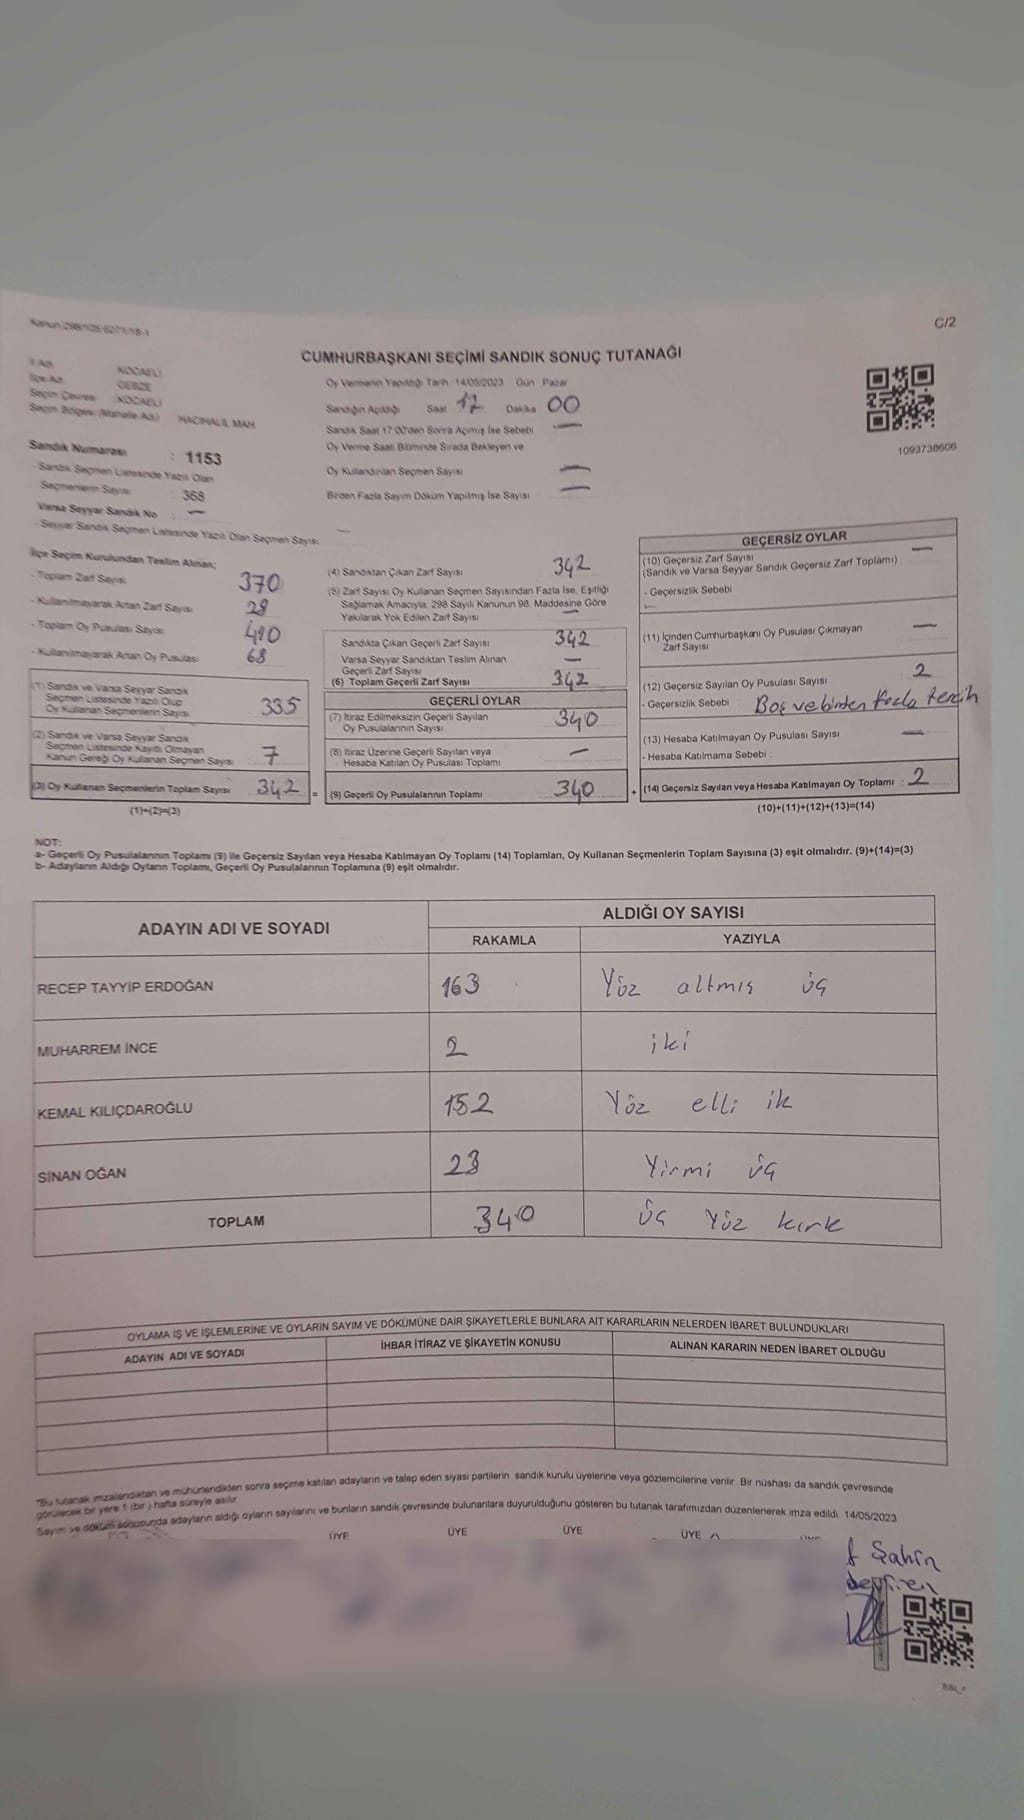 Kanun:298/105-6271/18-1
C/2
CUMHURBAŞKANI SEÇİMİ SANDIK SONUÇ TUTANAĞI
İl Adı KOCAELİ
İlçe Adı GEBZE
Seçim Çevresi KOCAELİ
Seçim Bölgesi (Mahalle Adı) HACIHALİL MAH.
Sandık Numarası : 1153
- Sandık Seçmen Listesinde Yazılı Olan
Seçmenlerin Sayısı : 368
Varsa Seyyar Sandık No : —
- Seyyar Sandık Seçmen Listesinde Yazılı Olan Seçmen Sayısı —
Oy Vermenin Yapıldığı Tarih 14/05/2023 Gün Pazar
Sandığın Açıldığı Saat 17 Dakika 00
Sandık Saat 17:00'den Sonra Açılmış İse Sebebi —
Oy Verme Saati Bitiminde Sırada Bekleyen ve
Oy Kullandırılan Seçmen Sayısı —
Birden Fazla Sayım Döküm Yapılmış İse Sayısı —
1093738606
İlçe Seçim Kurulundan Teslim Alınan;
- Toplam Zarf Sayısı 370
- Kullanılmayarak Artan Zarf Sayısı 28
- Toplam Oy Pusulası Sayısı 410
- Kullanılmayarak Artan Oy Pusulası 68
(1) Sandık ve Varsa Seyyar Sandık
Seçmen Listesinde Yazılı Olup
Oy Kullanan Seçmenlerin Sayısı 335
(2) Sandık ve Varsa Seyyar Sandık
Seçmen Listesinde Kayıtlı Olmayan
Kanun Gereği Oy Kullanan Seçmen Sayısı 7
(3) Oy Kullanan Seçmenlerin Toplam Sayısı 342 =
(1)+(2)=(3)
(4) Sandıktan Çıkan Zarf Sayısı 342
(5) Zarf Sayısı Oy Kullanan Seçmen Sayısından Fazla İse, Eşitliği
Sağlamak Amacıyla, 298 Sayılı Kanunun 98. Maddesine Göre
Yakılarak Yok Edilen Zarf Sayısı —
Sandıkta Çıkan Geçerli Zarf Sayısı 342
Varsa Seyyar Sandıktan Teslim Alınan
Geçerli Zarf Sayısı —
(6) Toplam Geçerli Zarf Sayısı 342
GEÇERLİ OYLAR
(7) İtiraz Edilmeksizin Geçerli Sayılan
Oy Pusulalarının Sayısı 340
(8) İtiraz Üzerine Geçerli Sayılan veya
Hesaba Katılan Oy Pusulası Toplamı —
(9) Geçerli Oy Pusulalarının Toplamı 340 +
GEÇERSİZ OYLAR
(10) Geçersiz Zarf Sayısı —
(Sandık ve Varsa Seyyar Sandık Geçersiz Zarf Toplamı)
- Geçersizlik Sebebi
—
(11) İçinden Cumhurbaşkanı Oy Pusulası Çıkmayan
Zarf Sayısı —
(12) Geçersiz Sayılan Oy Pusulası Sayısı 2
- Geçersizlik Sebebi : Boş ve birden fazla tercih
(13) Hesaba Katılmayan Oy Pusulası Sayısı —
- Hesaba Katılmama Sebebi :
(14) Geçersiz Sayılan veya Hesaba Katılmayan Oy Toplamı : 2
(10)+(11)+(12)+(13)=(14)
NOT:
a- Geçerli Oy Pusulalarının Toplamı (9) ile Geçersiz Sayılan veya Hesaba Katılmayan Oy Toplamı (14) Toplamları, Oy Kullanan Seçmenlerin Toplam Sayısına (3) eşit olmalıdır. (9)+(14)=(3)
b- Adayların Aldığı Oyların Toplamı, Geçerli Oy Pusulalarının Toplamına (9) eşit olmalıdır.
ADAYIN ADI VE SOYADI ALDIĞI OY SAYISI
RAKAMLA YAZIYLA
RECEP TAYYİP ERDOĞAN 163 Yüz altmış üç
MUHARREM İNCE 2 iki
KEMAL KILIÇDAROĞLU 152 Yüz elli ik
SİNAN OĞAN 23 Yirmi üç
TOPLAM 340 üç Yüz kırk
OYLAMA İŞ VE İŞLEMLERİNE VE OYLARIN SAYIM VE DÖKÜMÜNE DAİR ŞİKAYETLERLE BUNLARA AİT KARARLARIN NELERDEN İBARET BULUNDUKLARI
ADAYIN ADI VE SOYADI İHBAR İTİRAZ VE ŞİKAYETİN KONUSU ALINAN KARARIN NEDEN İBARET OLDUĞU
"Bu tutanak imzalandıktan ve mühürlendikten sonra seçime katılan adayların ve talep eden siyasi partilerin sandık kurulu üyelerine veya gözlemcilerine verilir. Bir nüshası da sandık çevresinde
görülecek bir yere 1 (bir ) hafta süreyle asılır.
Sayım ve döküm sonucunda adayların aldığı oyların sayılarını ve bunların sandık çevresinde bulunanlara duyurulduğunu gösteren bu tutanak tarafımızdan düzenlenerek imza edildi. 14/05/2023
ÜYE ÜYE ÜYE ÜYE
Şahin